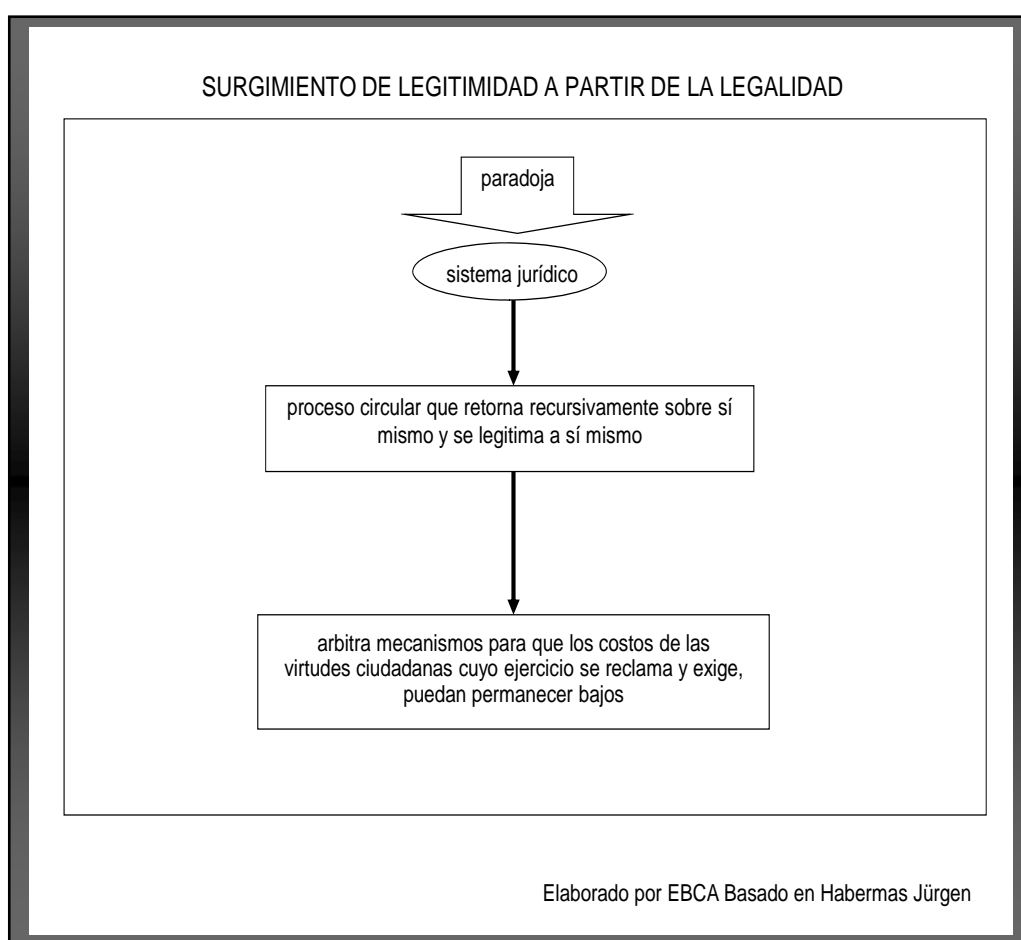 SURGIMIENTO DE LEGITIMIDAD A PARTIR DE LA LEGALIDAD
paradoja
sistema jurídico
proceso circular que retorna recursivamente sobre sí
mismo y se legitima a sí mismo
arbitra mecanismos para que los costos de las
virtudes ciudadanas cuyo ejercicio se reclama y exige,
puedan permanecer bajos
Elaborado por EBCA Basado en Habermas Jürgen